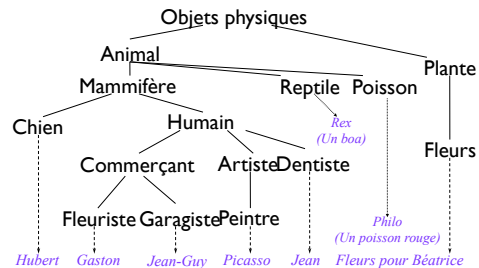 Objets physiques
Animal
Plante
Mammifère Reptile Poisson
Chien Humain Rex
(Un boa)
Fleurs
Commerçant Artiste Dentiste
Fleuriste Garagiste Peintre
Philo
(Un poisson rouge)
Hubert Gaston Jean-Guy Picasso Jean Fleurs pour Béatrice